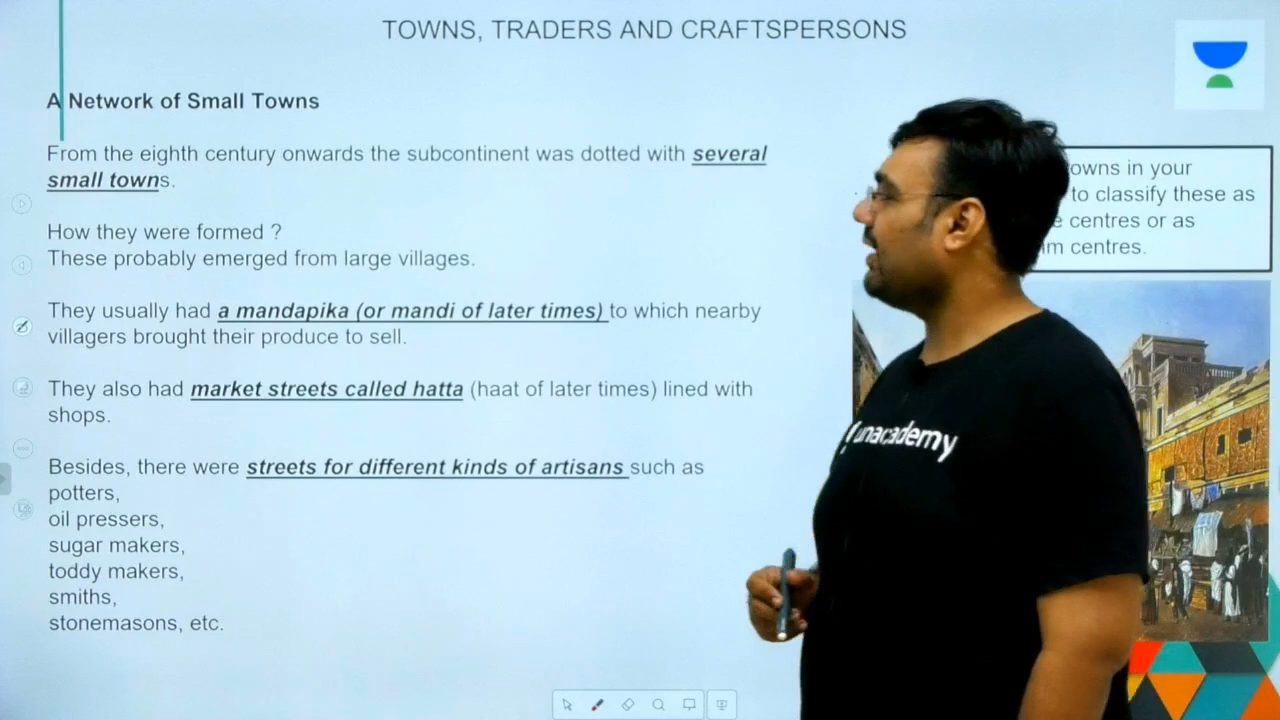 TOWNS, TRADERS AND CRAFTSPERSONS
A Network of Small Towns
From the eighth century onwards the subcontinent was dotted with several
small towns.
How they were formed ?
These probably emerged from large villages.
They usually had a mandapika (or mandi of later times) to which nearby
villagers brought their produce to sell.
They also had market streets called hatta (haat of later times) lined with
shops.
Besides, there were streets for different kinds of artisans such as
potters,
oil pressers,
sugar makers,
toddy makers,
smiths,
stonemasons, etc.
in your
to classify these as
centres or as
centres.
unacademy